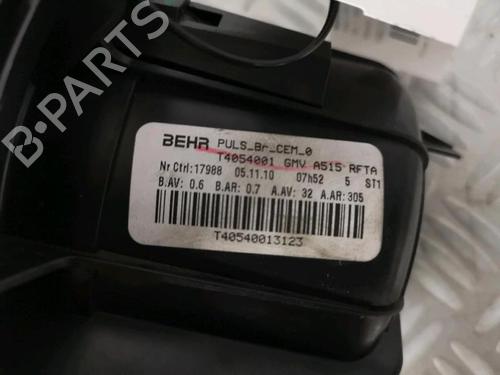 BEHR PULS_Br_CEM_0
T4054001 GMV A515 RFTA
Nr Ctrl:17988 05.11.10 07h52 5 ST1
B.AV: 0.6 B.AR: 0.7 A.AV: 32 A.AR: 305
T40540013123
B-PARTS